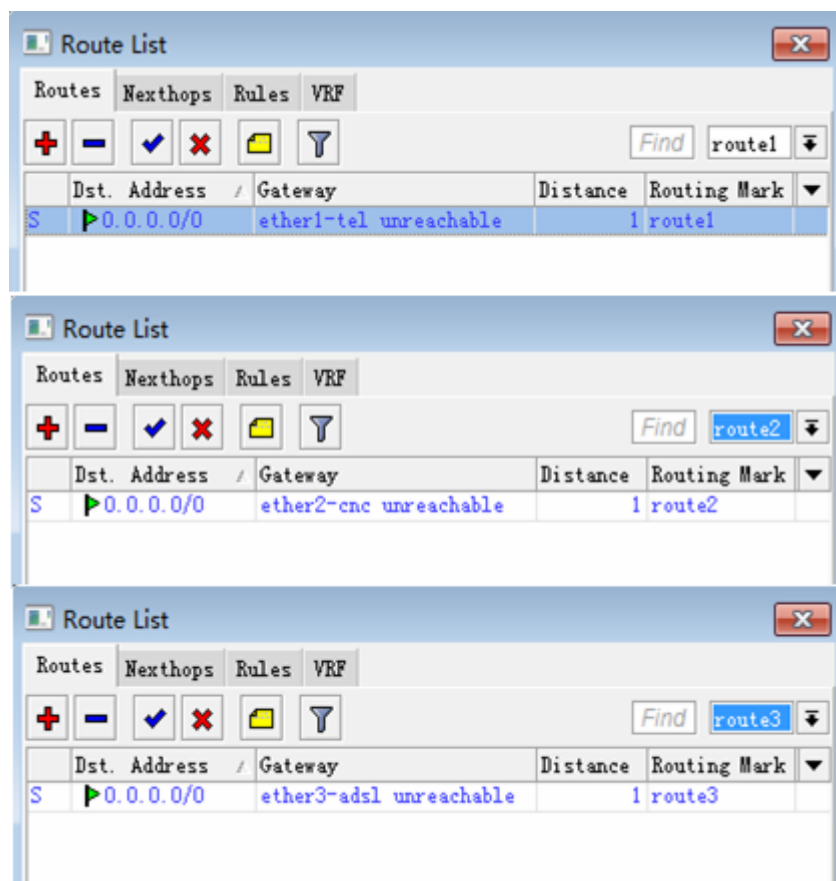 Route List
Routes Nexthops Rules VRF
Find route1
Dst. Address Gateway Distance Routing Mark
S 0.0.0.0/0 ether1-tel unreachable 1 route1
Route List
Routes Nexthops Rules VRF
Find route2
Dst. Address Gateway Distance Routing Mark
S 0.0.0.0/0 ether2-cnc unreachable 1 route2
Route List
Routes Nexthops Rules VRF
Find route3
Dst. Address Gateway Distance Routing Mark
S 0.0.0.0/0 ether3-adsl unreachable 1 route3